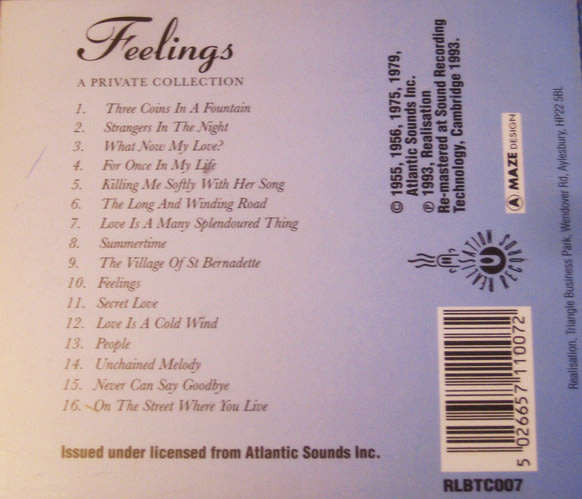 Feelings
A PRIVATE COLLECTION
1. Three Coins In A Fountain
2. Strangers In The Night
3. What Now My Love?
4. For Once In My Life
5. Killing Me Softly With Her Song
6. The Long And Winding Road
7. Love Is A Many Splendoured Thing
8. Summertime
9. The Village Of St Bernadette
10. Feelings
11. Secret Love
12. Love Is A Cold Wind
13. People
14. Unchained Melody
15. Never Can Say Goodbye
16. On The Street Where You Live
Issued under licensed from Atlantic Sounds Inc.
© 1955, 1956, 1975, 1979,
Atlantic Sounds Inc.
℗ 1993, Realisation
Re-mastered at Sound Recording
Technology, Cambridge 1993.
A MAZE DESIGN
REALISATION RECORDS
Realisation, Triangle Business Park, Wendover Rd, Aylesbury, HP22 5BL
5 026657 110072
RLBTC007